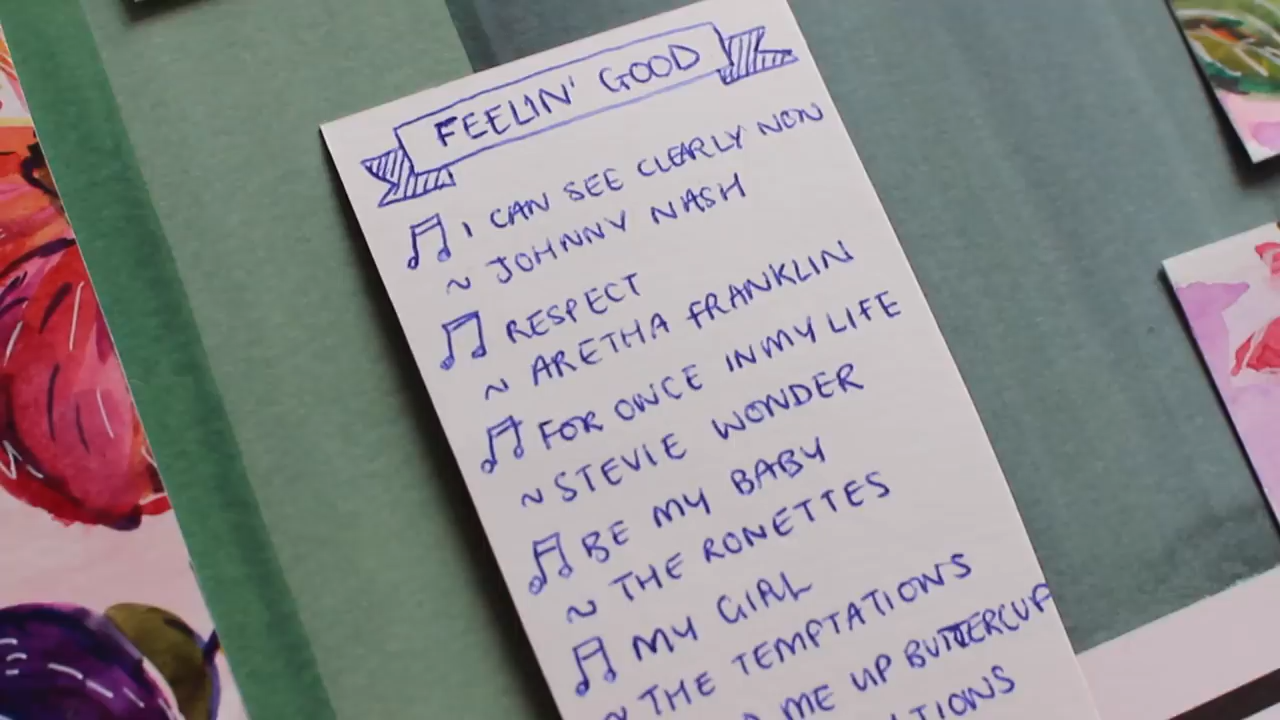 FEELIN' GOOD
I CAN SEE CLEARLY NOW
~ JOHNNY NASH
RESPECT
~ ARETHA FRANKLIN
FOR ONCE IN MY LIFE
~ STEVIE WONDER
BE MY BABY
~ THE RONETTES
MY GIRL
~ THE TEMPTATIONS
ME UP BUTTERCUP